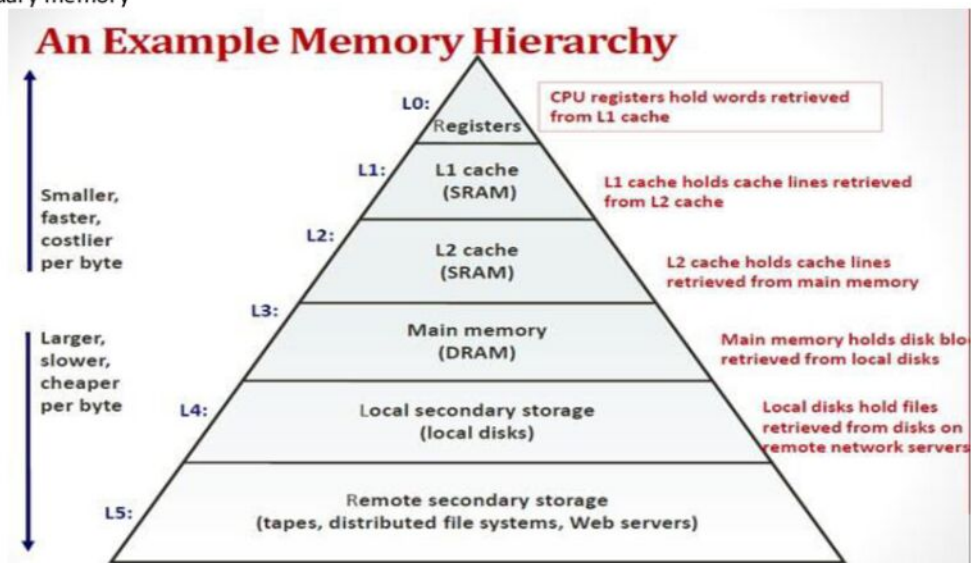 An Example Memory Hierarchy
L0:
Registers
CPU registers hold words retrieved
from L1 cache
L1:
L1 cache
(SRAM)
L1 cache holds cache lines retrieved
from L2 cache
Smaller,
faster,
costlier
per byte
L2:
L2 cache
(SRAM)
L2 cache holds cache lines
retrieved from main memory
L3:
Main memory
(DRAM)
Main memory holds disk
retrieved from local disks
Larger,
slower,
cheaper
per byte
L4:
Local secondary storage
(local disks)
Local disks hold files
retrieved from disks on
remote network servers
L5:
Remote secondary storage
(tapes, distributed file systems, Web servers)